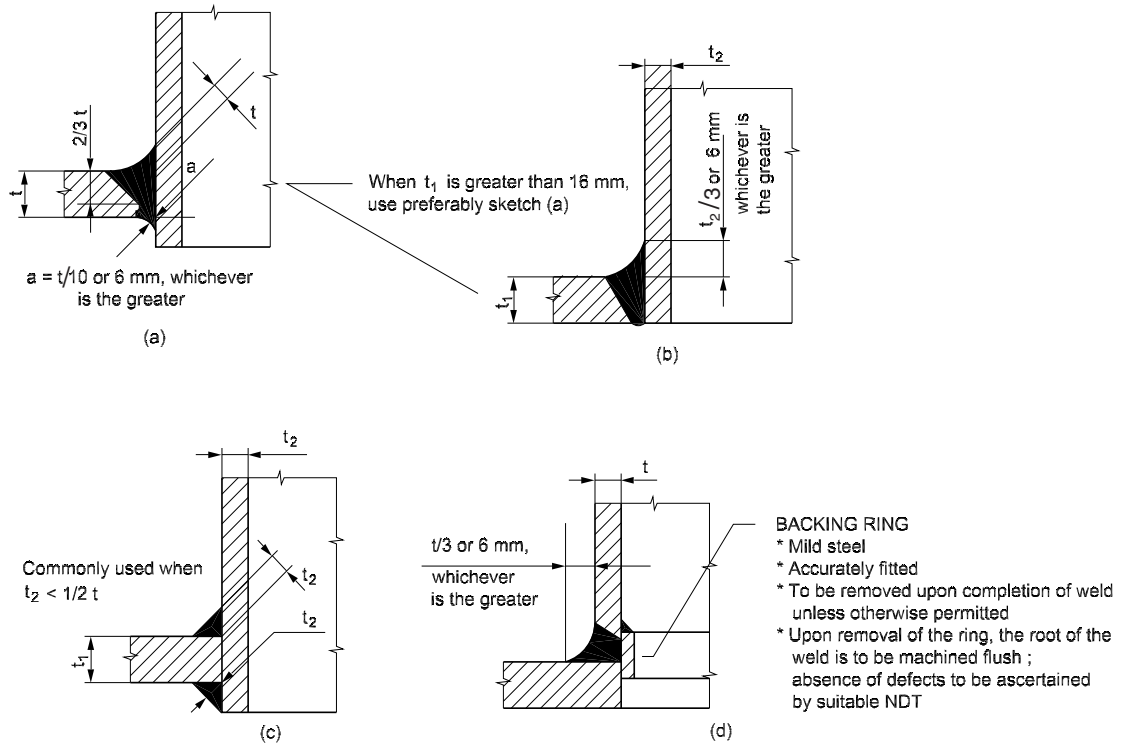 2/3 t
t
t
a
a = t/10 or 6 mm, whichever
is the greater
(a)
When t₁ is greater than 16 mm,
use preferably sketch (a)
t₂
t₂/3 or 6 mm
whichever is
the greater
t₁
(b)
t₂
Commonly used when
t₂ < 1/2 t
t₂
t₂
t₁
(c)
t
t/3 or 6 mm,
whichever
is the greater
(d)
BACKING RING
* Mild steel
* Accurately fitted
* To be removed upon completion of weld
unless otherwise permitted
* Upon removal of the ring, the root of the
weld is to be machined flush ;
absence of defects to be ascertained
by suitable NDT